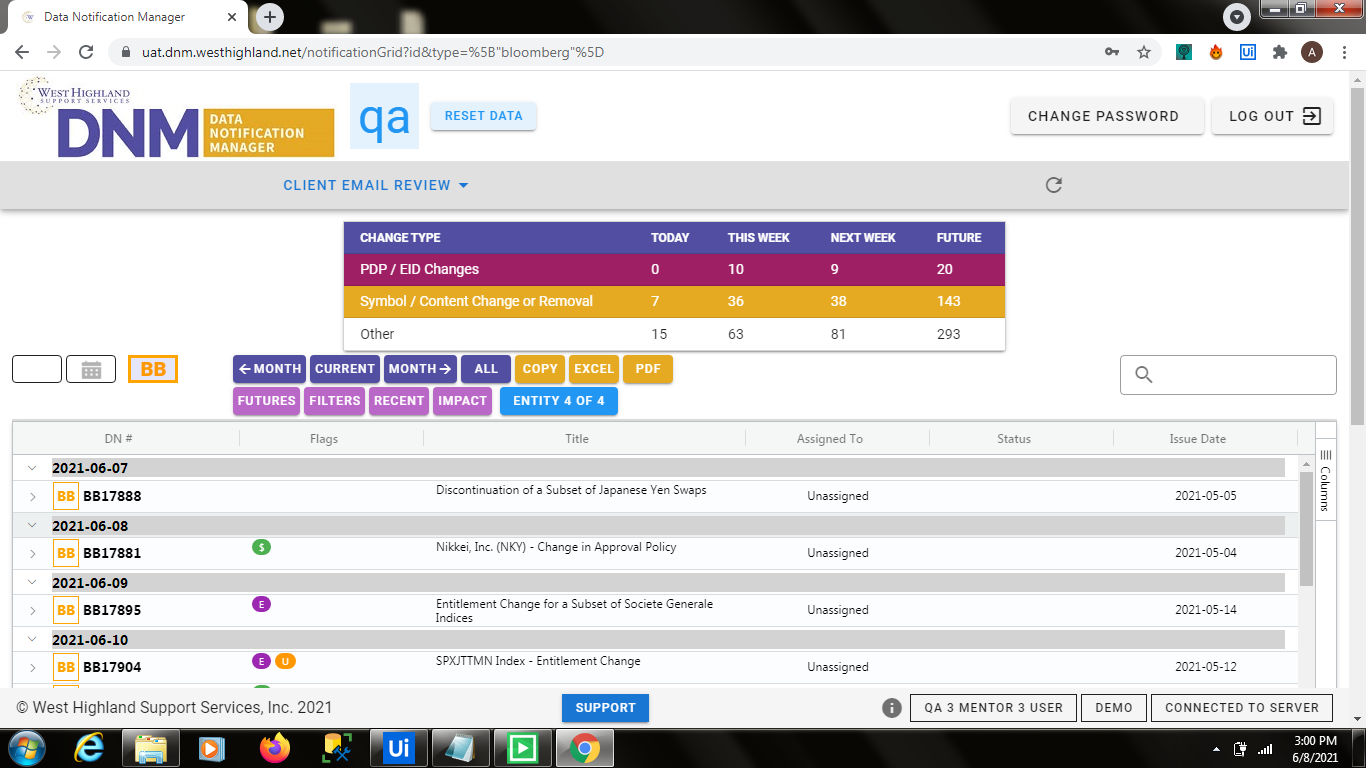 Data Notification Manager
uat.dnm.westhighland.net/notificationGrid?id&type=%5B"bloomberg"%5D
Ui
A
WEST HIGHLAND
SUPPORT SERVICES
DNM DATA NOTIFICATION MANAGER
qa
RESET DATA
CHANGE PASSWORD
LOG OUT
CLIENT EMAIL REVIEW
CHANGE TYPE TODAY THIS WEEK NEXT WEEK FUTURE
PDP / EID Changes 0 10 9 20
Symbol / Content Change or Removal 7 36 38 143
Other 15 63 81 293
BB
MONTH CURRENT MONTH ALL COPY EXCEL PDF
FUTURES FILTERS RECENT IMPACT ENTITY 4 OF 4
DN # Flags Title Assigned To Status Issue Date
Columns
2021-06-07
BB BB17888 Discontinuation of a Subset of Japanese Yen Swaps Unassigned 2021-05-05
2021-06-08
BB BB17881 $ Nikkei, Inc. (NKY) - Change in Approval Policy Unassigned 2021-05-04
2021-06-09
BB BB17895 E Entitlement Change for a Subset of Societe Generale Indices Unassigned 2021-05-14
2021-06-10
BB BB17904 E U SPXJTTMN Index - Entitlement Change Unassigned 2021-05-12
© West Highland Support Services, Inc. 2021
SUPPORT
QA 3 MENTOR 3 USER
DEMO
CONNECTED TO SERVER
Ui
3:00 PM
6/8/2021